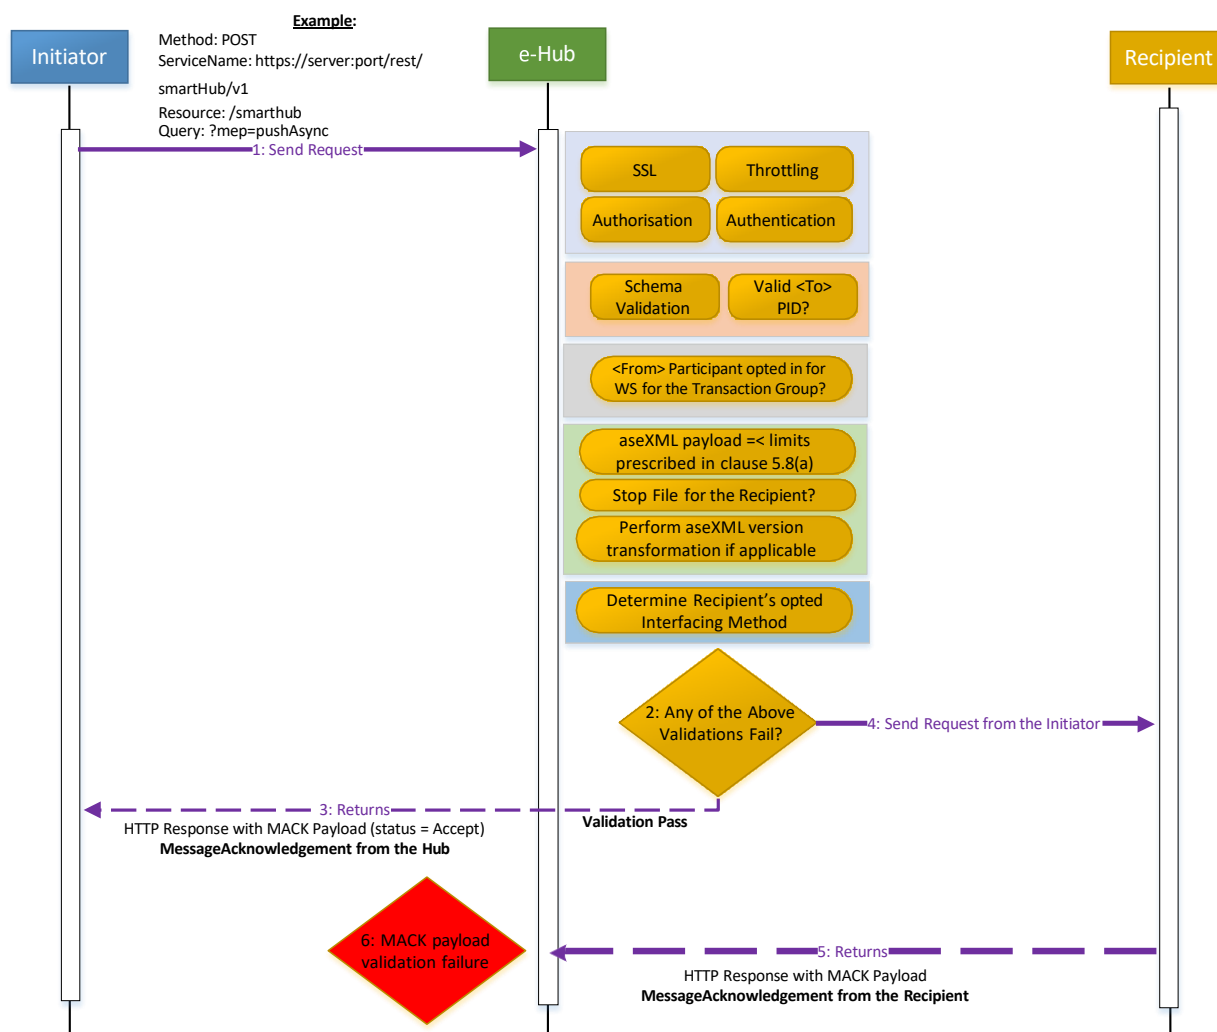 Example:
Initiator
Method: POST
ServiceName: https://server:port/rest/
smartHub/v1
Resource: /smarthub
Query: ?mep=pushAsync
e-Hub
Recipient
1: Send Request
SSL
Throttling
Authorisation
Authentication
Schema
Validation
Valid <To>
PID?
<From> Participant opted in for
WS for the Transaction Group?
aseXML payload =< limits
prescribed in clause 5.8(a)
Stop File for the Recipient?
Perform aseXML version
transformation if applicable
Determine Recipient's opted
Interfacing Method
2: Any of the Above
Validations Fail?
4: Send Request from the Initiator
3: Returns
HTTP Response with MACK Payload (status = Accept)
MessageAcknowledgement from the Hub
Validation Pass
6: MACK payload
validation failure
5: Returns
HTTP Response with MACK Payload
MessageAcknowledgement from the Recipient